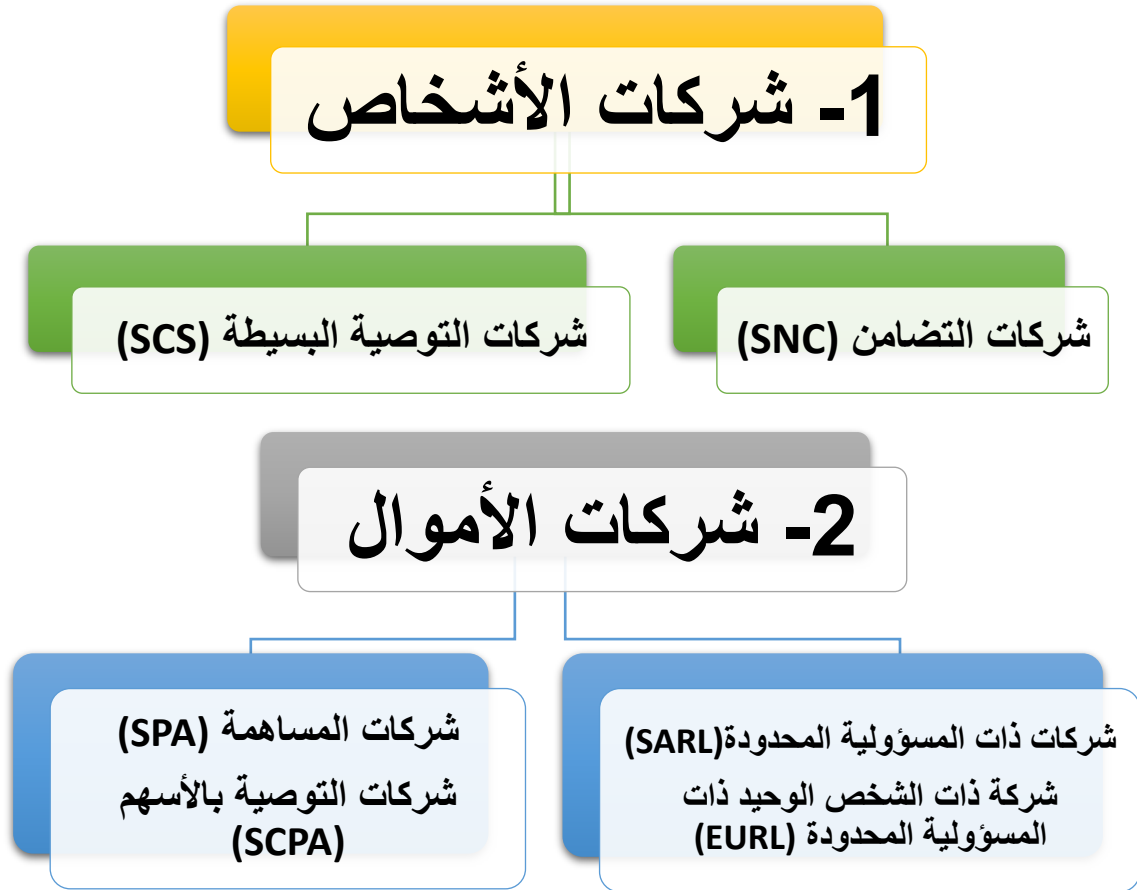 1- شركات الأشخاص
شركات التضامن (SNC)
شركات التوصية البسيطة (SCS)
2- شركات الأموال
شركات ذات المسؤولية المحدودة(SARL)
شركة ذات الشخص الوحيد ذات
المسؤولية المحدودة (EURL)
شركات المساهمة (SPA)
شركات التوصية بالأسهم
(SCPA)